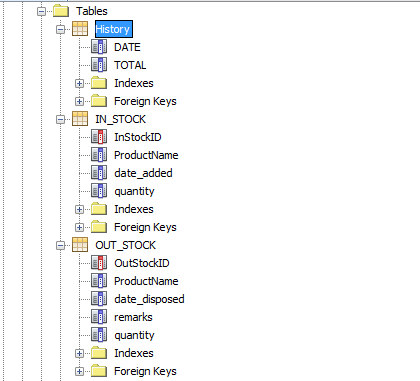 Tables
History
DATE
TOTAL
Indexes
Foreign Keys
IN_STOCK
InStockID
ProductName
date_added
quantity
Indexes
Foreign Keys
OUT_STOCK
OutStockID
ProductName
date_disposed
remarks
quantity
Indexes
Foreign Keys